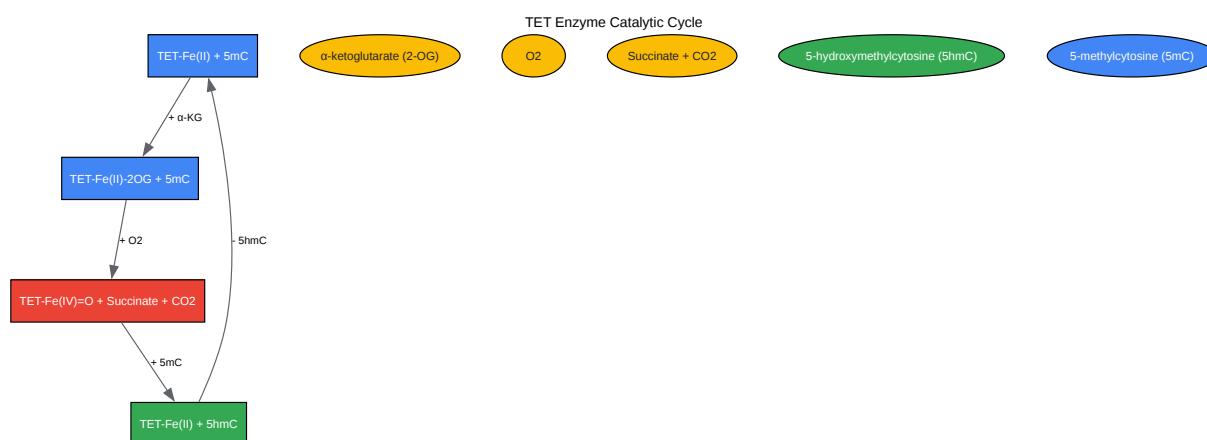 TET Enzyme Catalytic Cycle
TET-Fe(II) + 5mC
α-ketoglutarate (2-OG)
O2
Succinate + CO2
5-hydroxymethylcytosine (5hmC)
5-methylcytosine (5mC)
+ α-KG
TET-Fe(II)-2OG + 5mC
+ O2
- 5hmC
TET-Fe(IV)=O + Succinate + CO2
+ 5mC
TET-Fe(II) + 5hmC